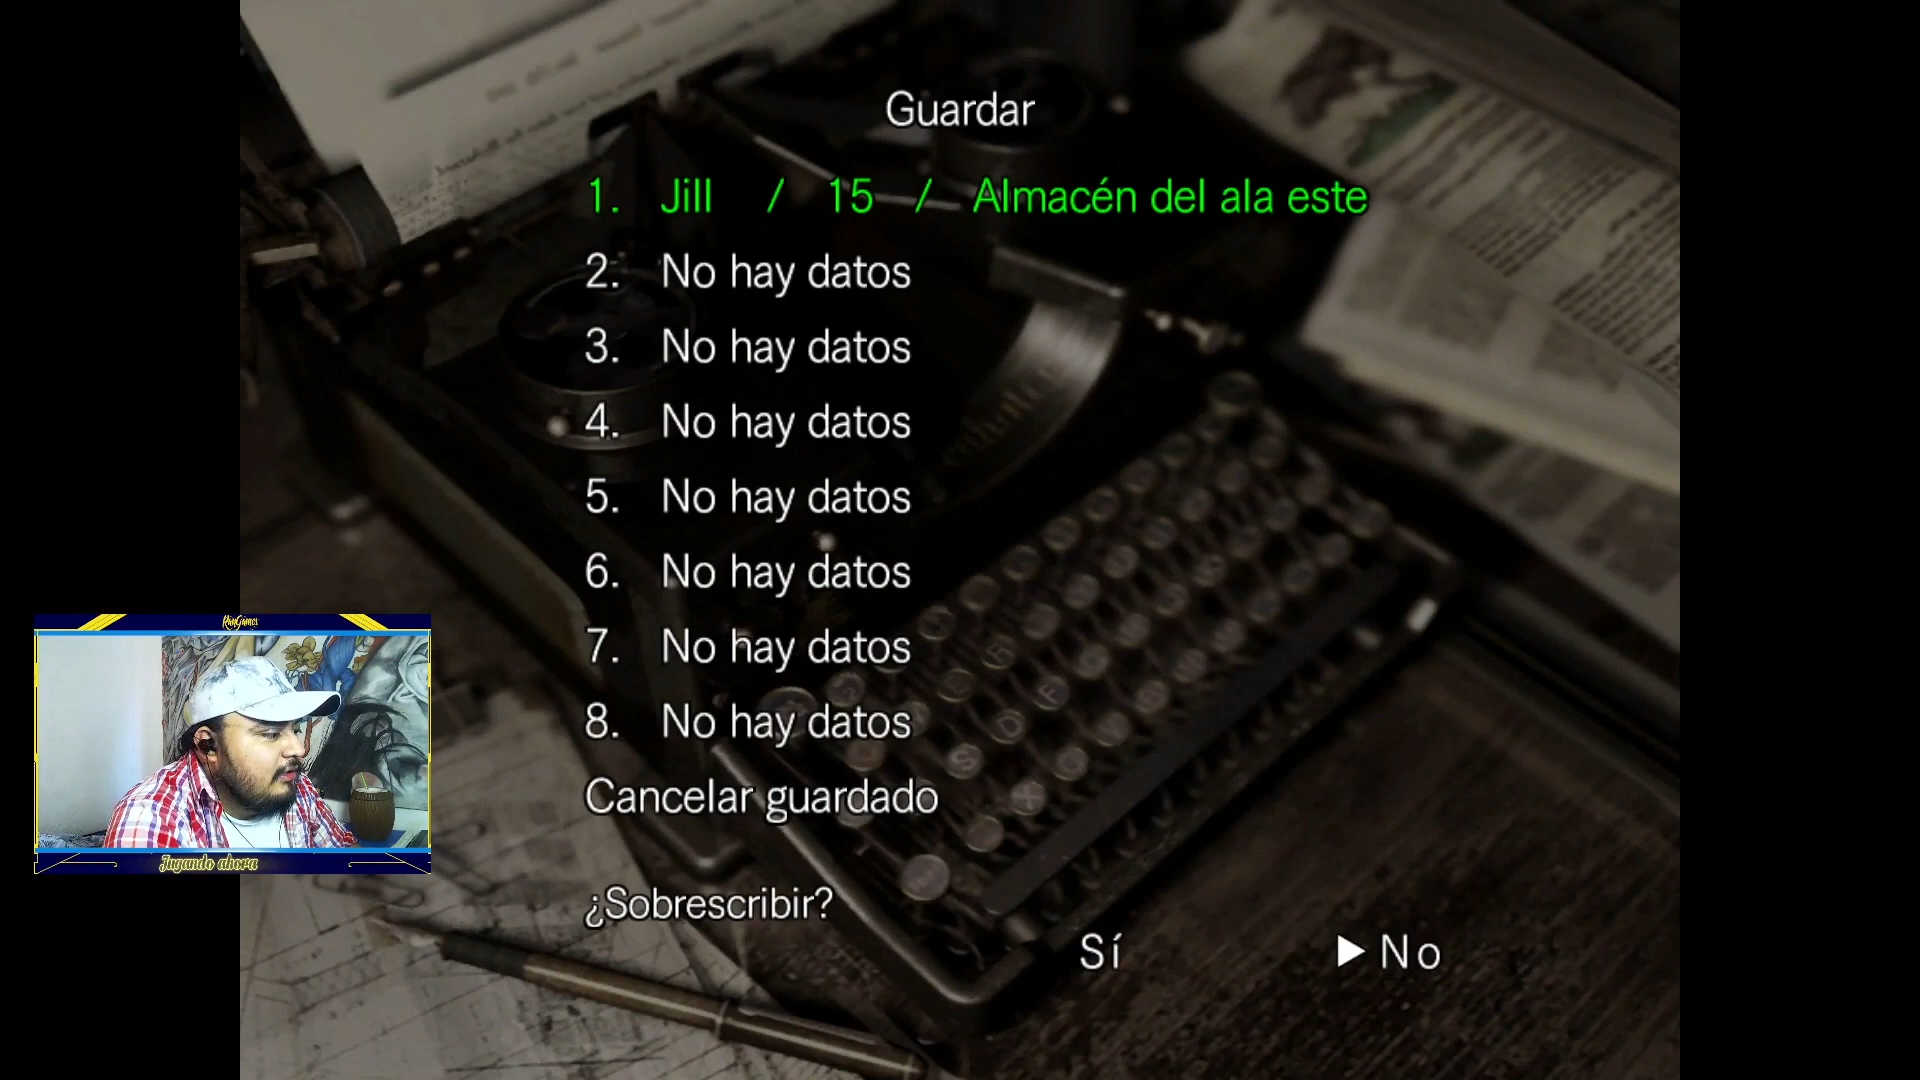 Guardar
1. Jill / 15 / Almacén del ala este
2. No hay datos
3. No hay datos
4. No hay datos
5. No hay datos
6. No hay datos
7. No hay datos
8. No hay datos
Cancelar guardado
¿Sobrescribir?
Sí No
Jugando ahora